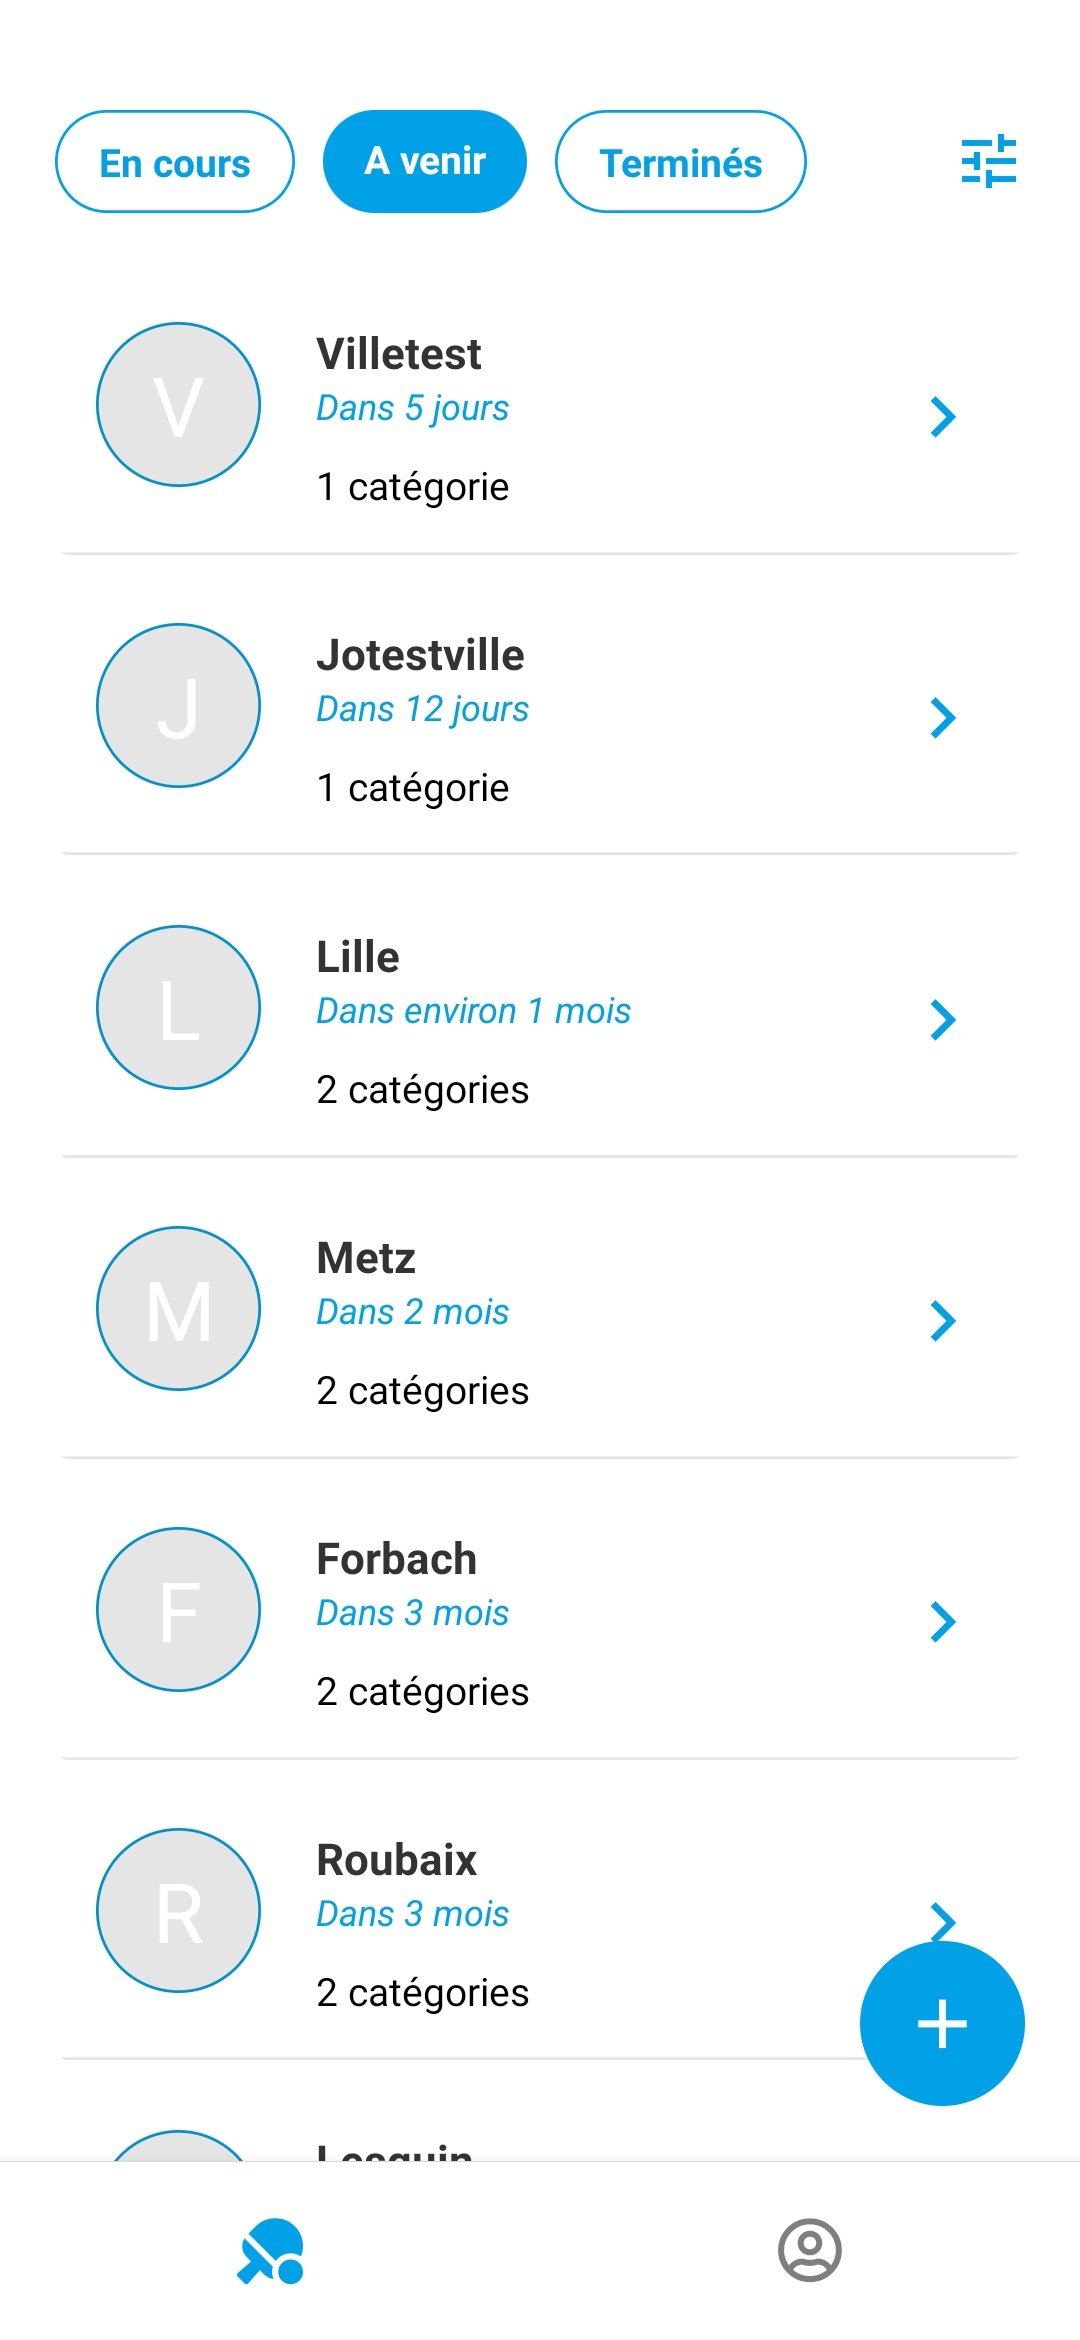 En cours
A venir
Terminés
V
Villetest
Dans 5 jours
1 catégorie
J
Jotestville
Dans 12 jours
1 catégorie
L
Lille
Dans environ 1 mois
2 catégories
M
Metz
Dans 2 mois
2 catégories
F
Forbach
Dans 3 mois
2 catégories
R
Roubaix
Dans 3 mois
2 catégories
Lesquin